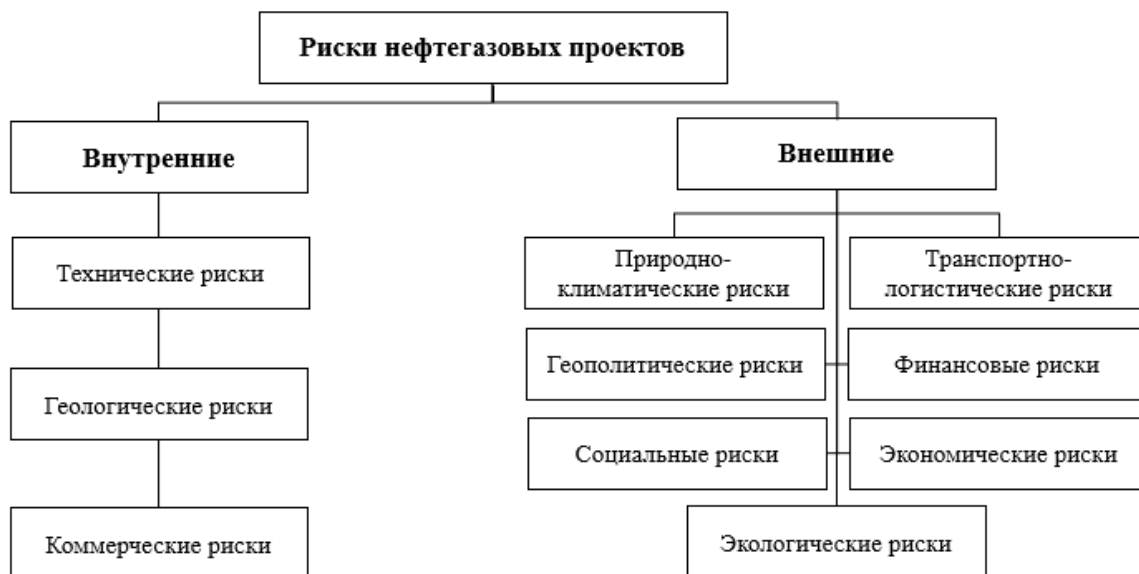 Риски нефтегазовых проектов
Внутренние
Технические риски
Геологические риски
Коммерческие риски
Внешние
Природно-
климатические риски
Транспортно-
логистические риски
Геополитические риски
Финансовые риски
Социальные риски
Экономические риски
Экологические риски